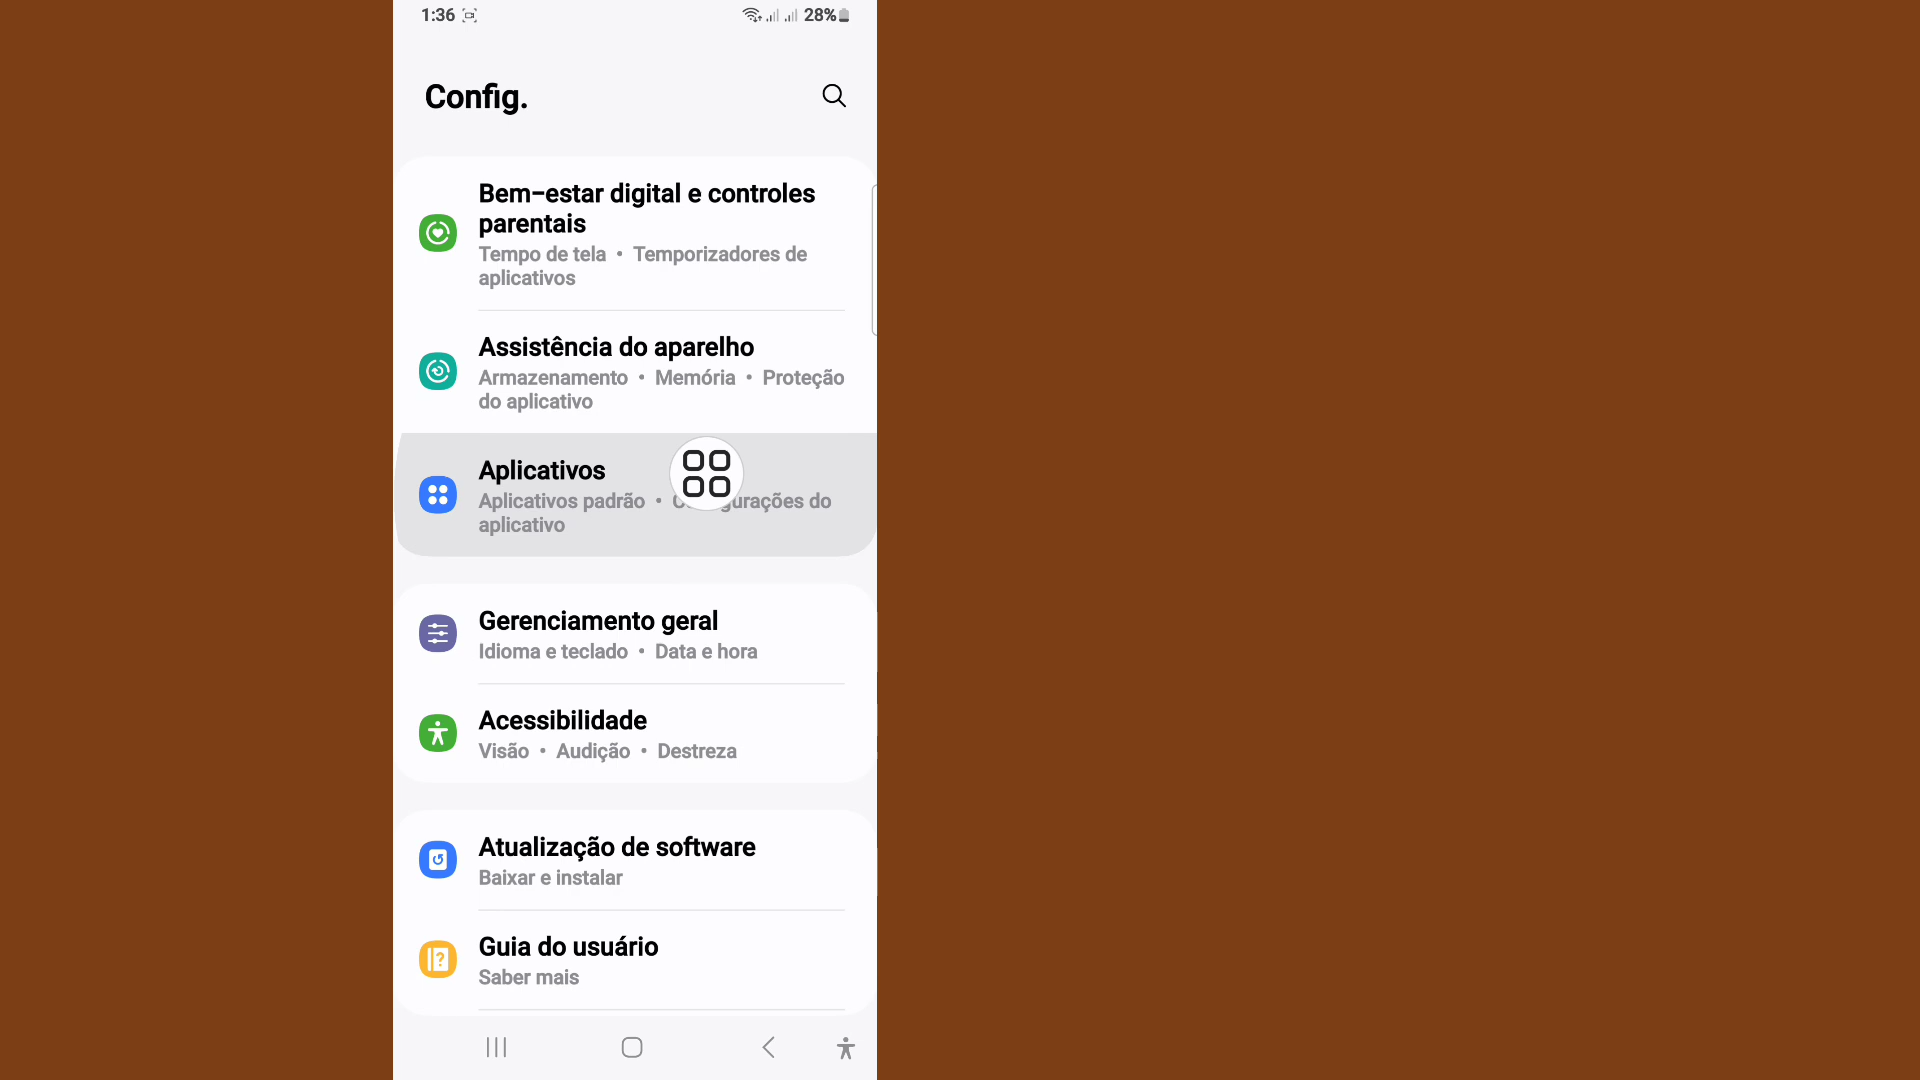 1:36
28%
Config.
Bem-estar digital e controles
parentais
Tempo de tela • Temporizadores de
aplicativos
Assistência do aparelho
Armazenamento • Memória • Proteção
do aplicativo
Aplicativos
Aplicativos padrão • do
aplicativo
Gerenciamento geral
Idioma e teclado • Data e hora
Acessibilidade
Visão • Audição • Destreza
Atualização de software
Baixar e instalar
Guia do usuário
Saber mais